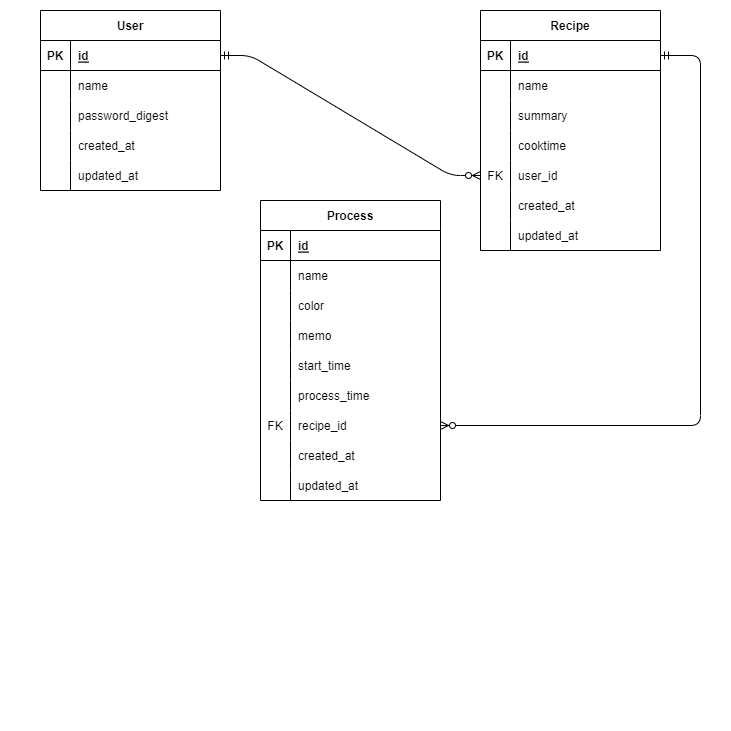 User
PK id
name
password_digest
created_at
updated_at
Recipe
PK id
name
summary
cooktime
FK user_id
created_at
updated_at
Process
PK id
name
color
memo
start_time
process_time
FK recipe_id
created_at
updated_at